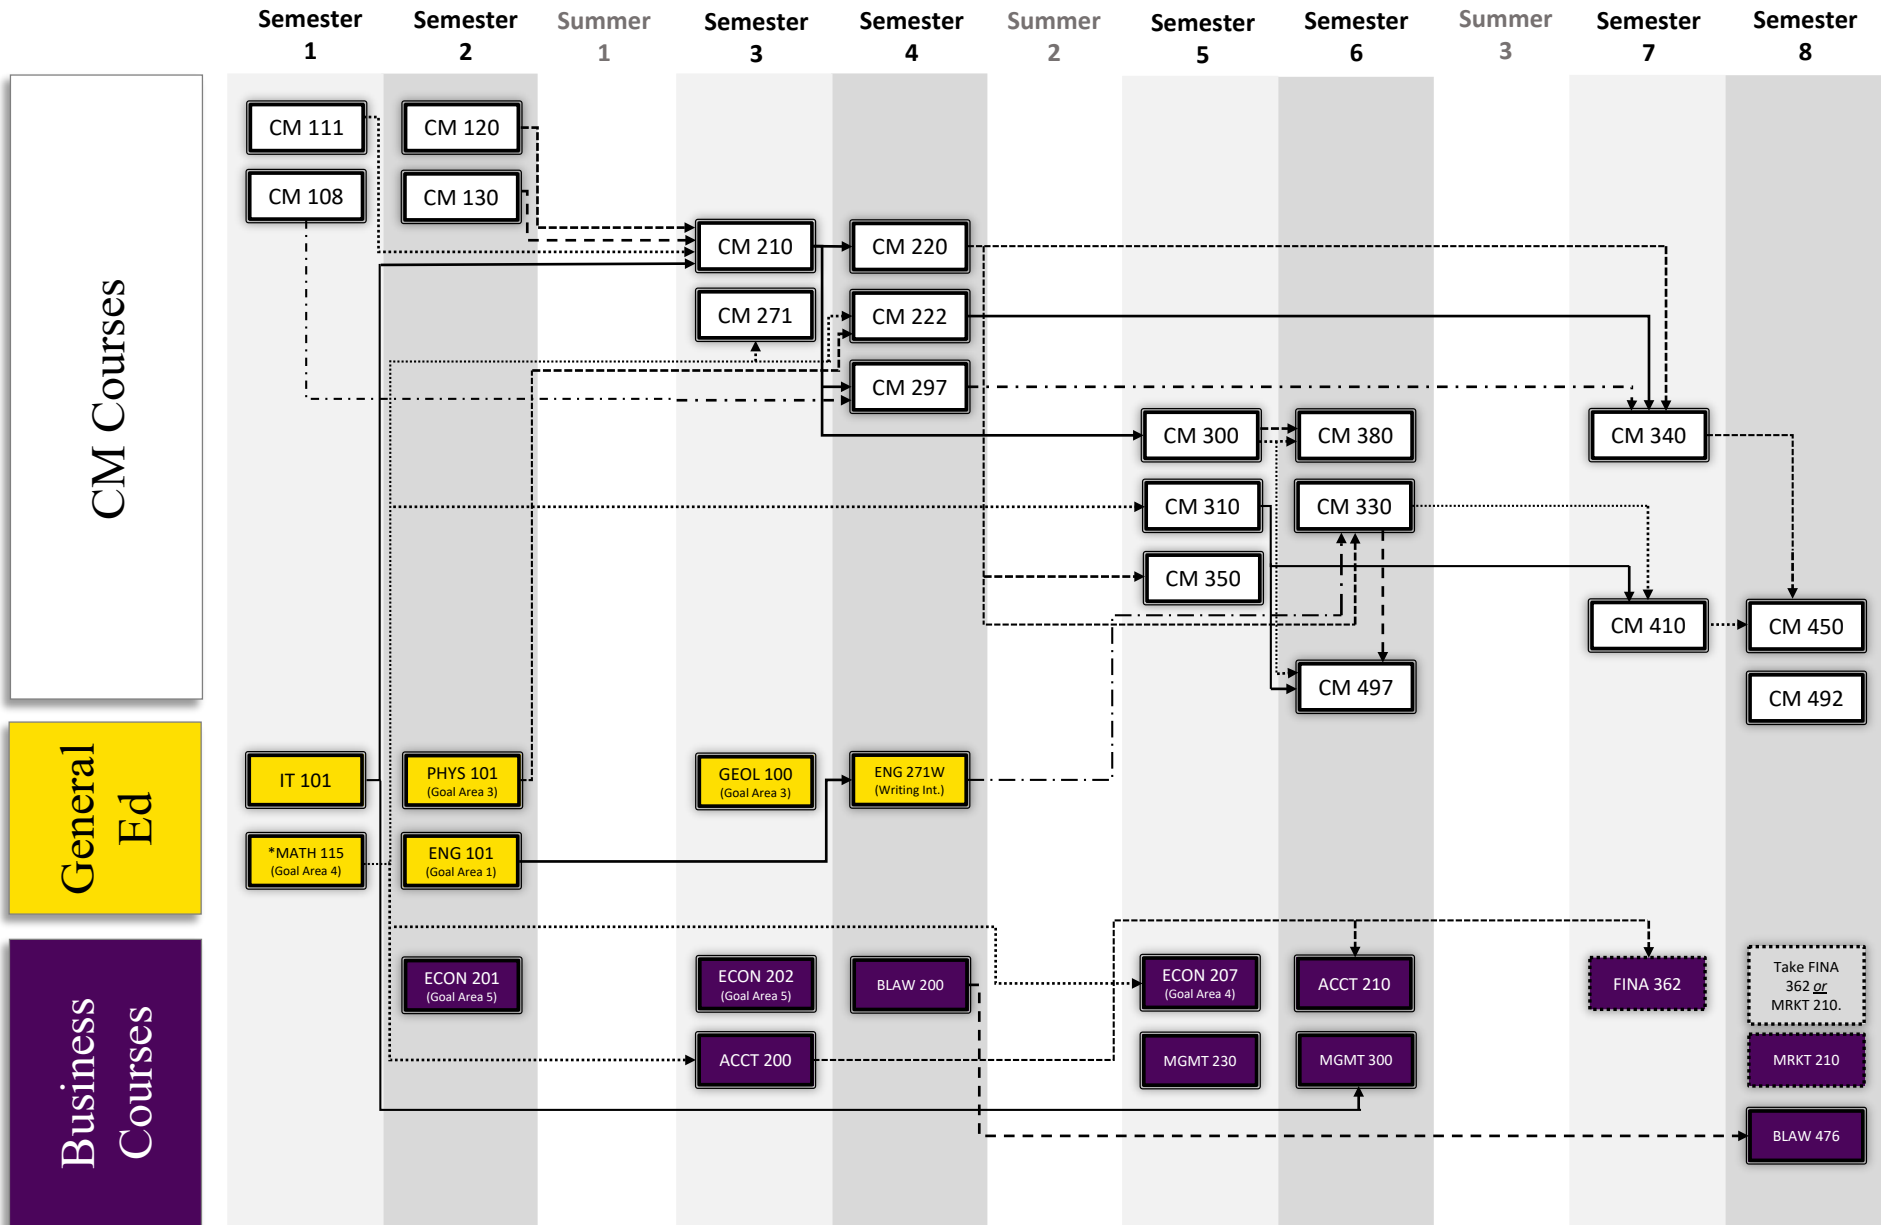 Semester
1
Semester
2
Summer
1
Semester
3
Semester
4
Summer
2
Semester
5
Semester
6
Summer
3
Semester
7
Semester
8
CM Courses
CM 111
CM 120
CM 108
CM 130
CM 210
CM 220
CM 271
CM 222
CM 297
CM 300
CM 380
CM 340
CM 310
CM 330
CM 350
CM 410
CM 450
CM 497
CM 492
General
Ed
IT 101
PHYS 101
(Goal Area 3)
GEOL 100
(Goal Area 3)
ENG 271W
(Writing Int.)
*MATH 115
(Goal Area 4)
ENG 101
(Goal Area 1)
Business
Courses
ECON 201
(Goal Area 5)
ECON 202
(Goal Area 5)
BLAW 200
ECON 207
(Goal Area 4)
ACCT 210
FINA 362
Take FINA
362 or
MRKT 210.
ACCT 200
MGMT 230
MGMT 300
MRKT 210
BLAW 476